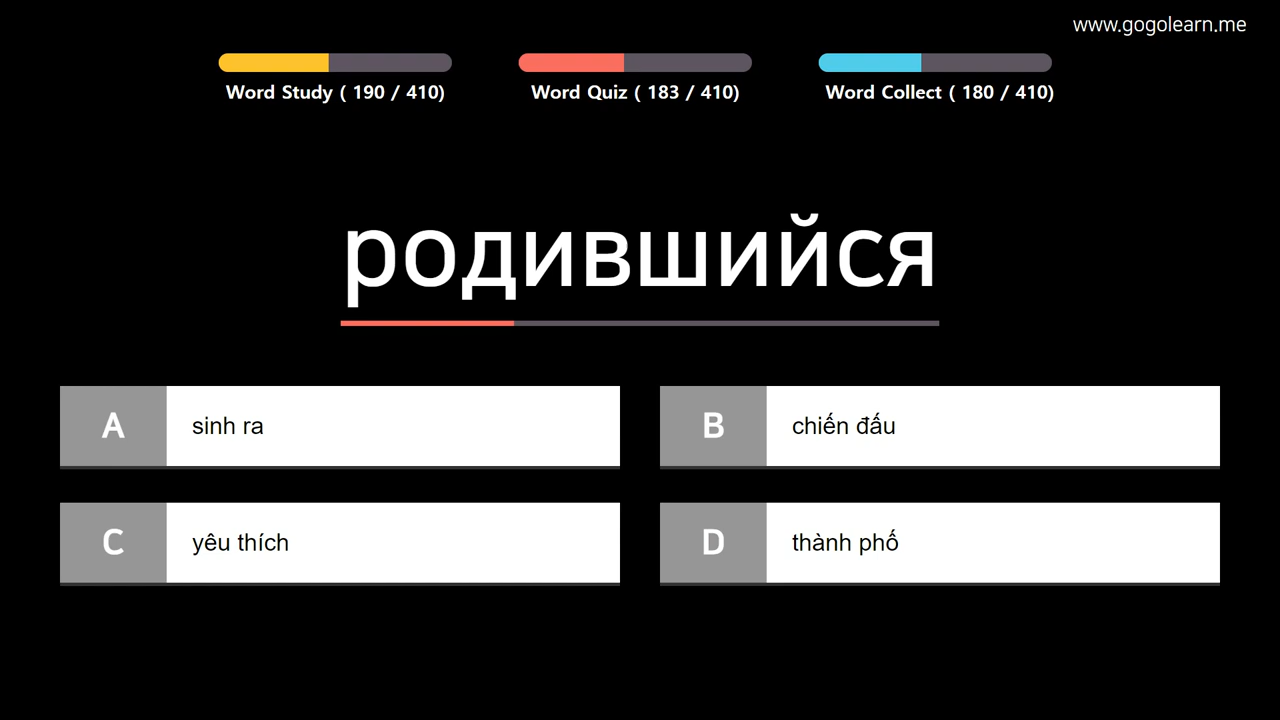 www.gogolearn.me
Word Study ( 190 / 410)
Word Quiz ( 183 / 410)
Word Collect ( 180 / 410)
родившийся
A sinh ra
B chiến đấu
C yêu thích
D thành phố